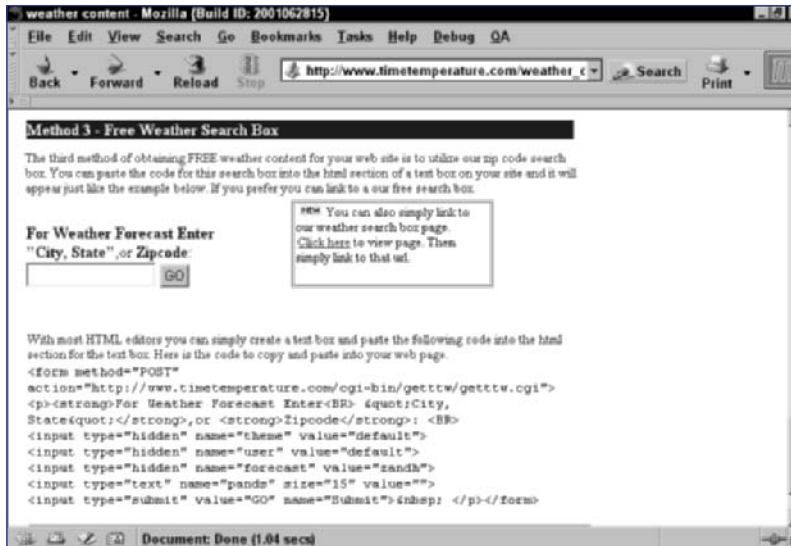 weather content - Mozilla {Build ID: 2001062815}
File Edit View Search Go Bookmarks Tasks Help Debug QA
Back Forward Reload Stop http://www.timetemperature.com/weather_c Search Print
Method 3 - Free Weather Search Box
The third method of obtaining FREE weather content for your web site is to utilize our zip code search
box. You can paste the code for this search box into the html section of a text box on your site and it will
appear just like the example below. If you prefer you can link to a our free search box.
NEW You can also simply link to
our weather search box page.
Click here to view page. Then
simply link to that url.
For Weather Forecast Enter
"City, State",or Zipcode:
GO
With most HTML editors you can simply create a text box and paste the following code into the html
section for the text box. Here is the code to copy and paste into your web page.
<form method="POST"
action="http://www.timetemperature.com/cgi-bin/getttw/getttw.cgi">
<p><strong>For Weather Forecast Enter<BR> &quot;City,
State&quot;</strong>,or <strong>Zipcode</strong>: <BR>
<input type="hidden" name="theme" value="default">
<input type="hidden" name="user" value="default">
<input type="hidden" name="forecast" value="zandh">
<input type="text" name="pands" size="15" value="">
<input type="submit" value="GO" name="Submit">&nbsp; </p></form>
Document: Done (1.04 secs)